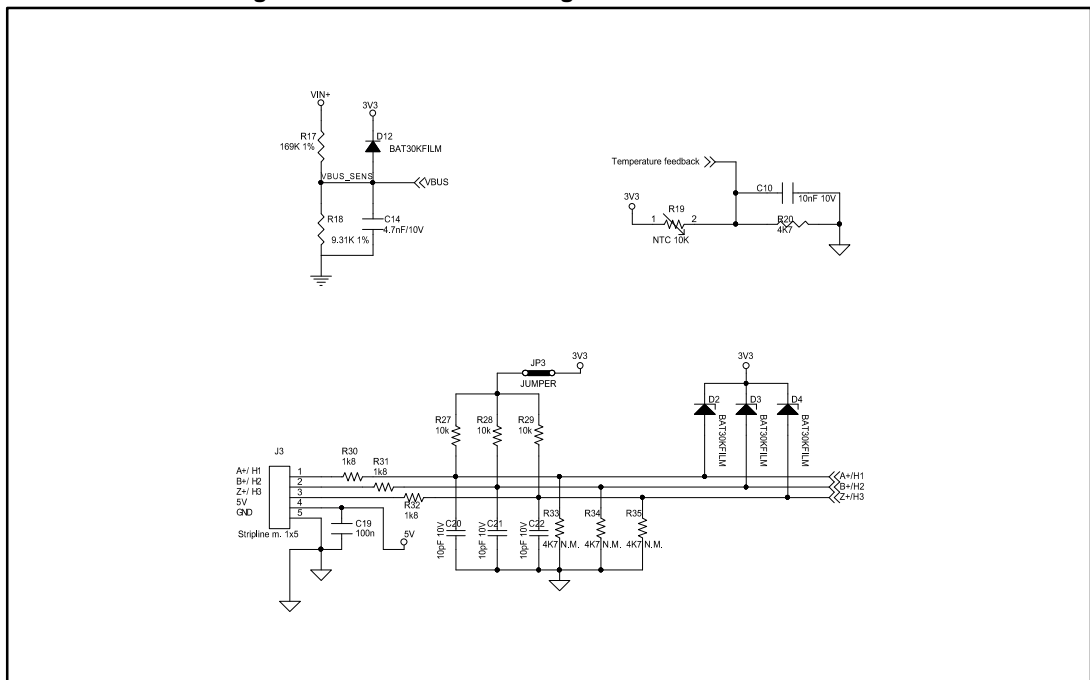 VIN+
3V3
R17
169K 1%
D12
BAT30KFILM
VBUS_SENS
VBUS
R18
9.31K 1%
C14
4.7nF/10V
Temperature feedback
C10
10nF 10V
3V3
R19
1
2
NTC 10K
R20
4K7
JP3
JUMPER
3V3
3V3
R27
10k
R28
10k
R29
10k
D2
BAT30KFILM
D3
BAT30KFILM
D4
BAT30KFILM
J3
A+/ H1
B+/ H2
Z+/ H3
5V
GND
1
2
3
4
5
Stripline m. 1x5
R30
1k8
R31
1k8
R32
1k8
A+/H1
B+/H2
Z+/H3
C19
100n
5V
C20
10pF 10V
C21
10pF 10V
C22
10pF 10V
R33
4K7 N.M.
R34
4K7 N.M.
R35
4K7 N.M.